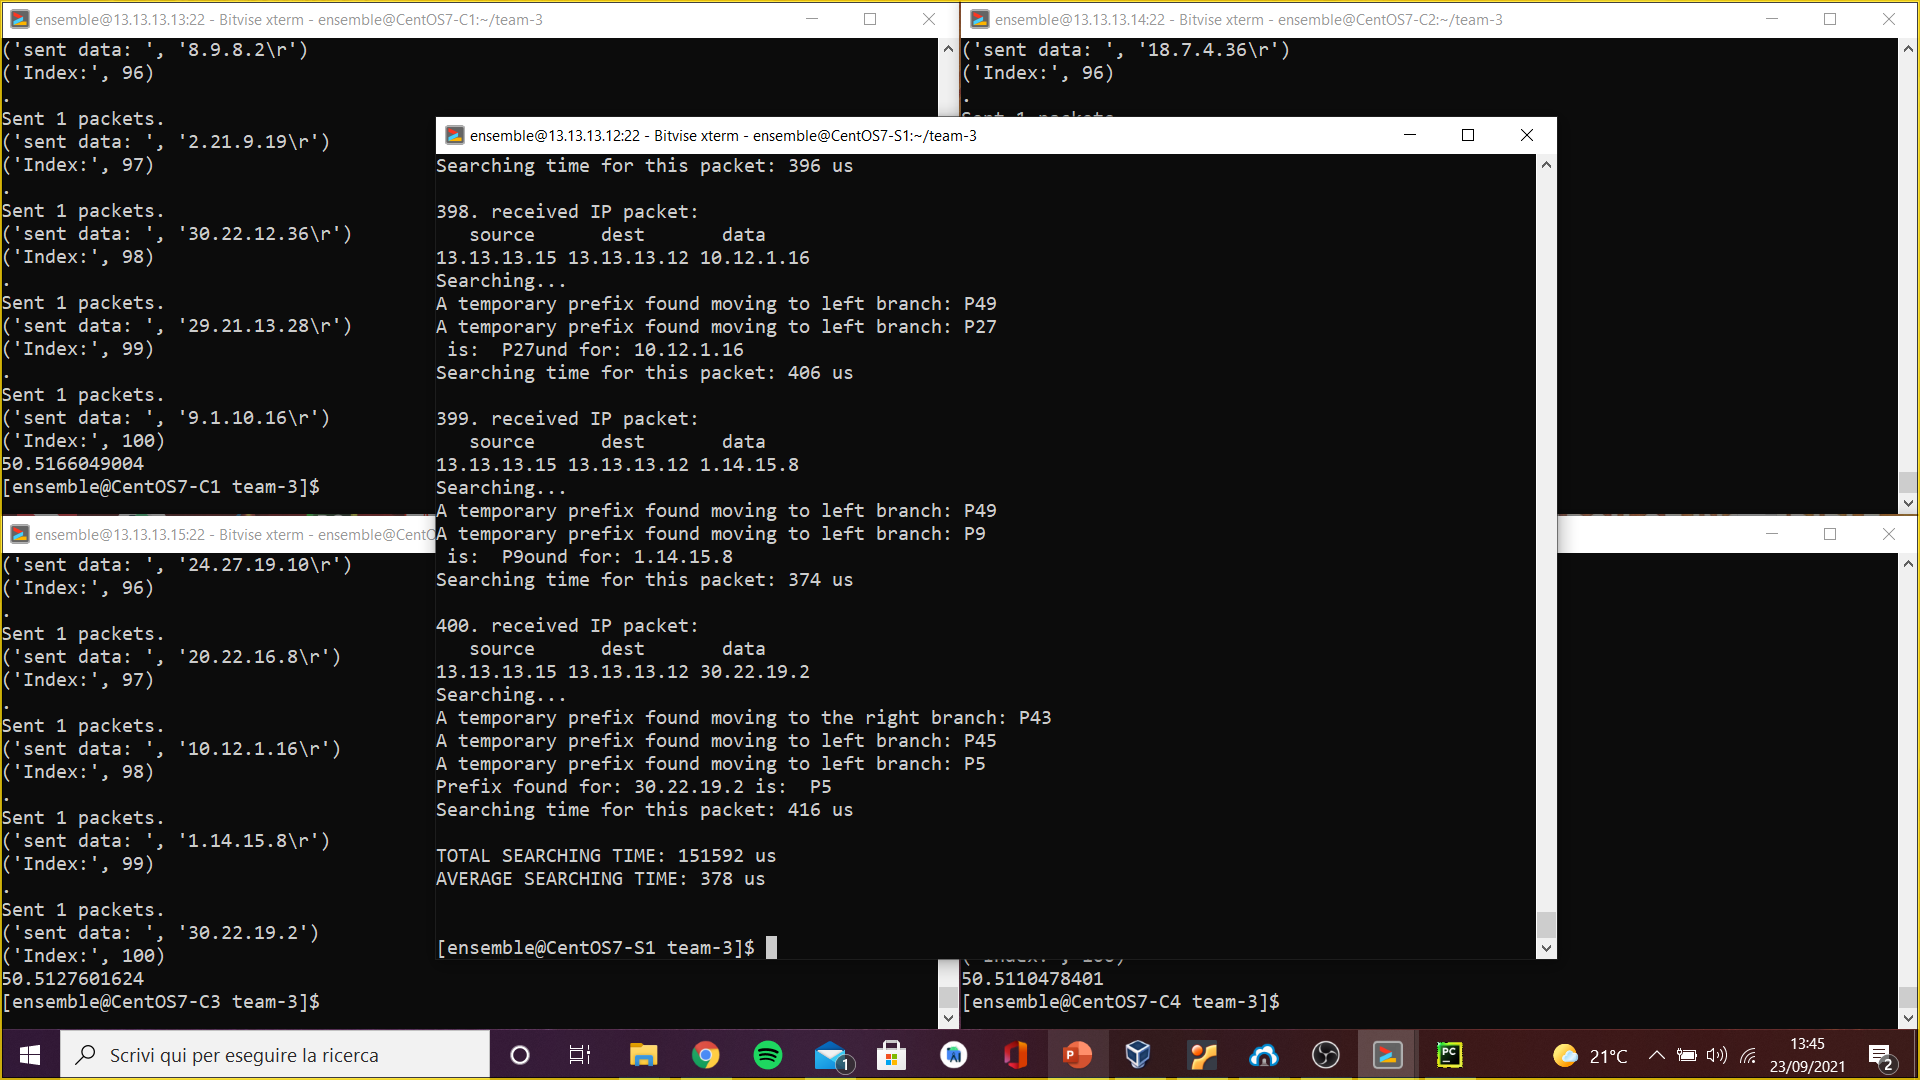 ensemble@13.13.13.13:22 - Bitvise xterm - ensemble@CentOS7-C1:~/team-3
('sent data: ', '8.9.8.2\r')
('Index:', 96)
.
Sent 1 packets.
('sent data: ', '2.21.9.19\r')
('Index:', 97)
.
Sent 1 packets.
('sent data: ', '30.22.12.36\r')
('Index:', 98)
.
Sent 1 packets.
('sent data: ', '29.21.13.28\r')
('Index:', 99)
.
Sent 1 packets.
('sent data: ', '9.1.10.16\r')
('Index:', 100)
50.5166049004
[ensemble@CentOS7-C1 team-3]$
ensemble@13.13.13.14:22 - Bitvise xterm - ensemble@CentOS7-C2:~/team-3
('sent data: ', '18.7.4.36\r')
('Index:', 96)
.
Sent 1 packets.
ensemble@13.13.13.12:22 - Bitvise xterm - ensemble@CentOS7-S1:~/team-3
Searching time for this packet: 396 us
398. received IP packet:
source dest data
13.13.13.15 13.13.13.12 10.12.1.16
Searching...
A temporary prefix found moving to left branch: P49
A temporary prefix found moving to left branch: P27
is: P27und for: 10.12.1.16
Searching time for this packet: 406 us
399. received IP packet:
source dest data
13.13.13.15 13.13.13.12 1.14.15.8
Searching...
A temporary prefix found moving to left branch: P49
A temporary prefix found moving to left branch: P9
is: P9ound for: 1.14.15.8
Searching time for this packet: 374 us
400. received IP packet:
source dest data
13.13.13.15 13.13.13.12 30.22.19.2
Searching...
A temporary prefix found moving to the right branch: P43
A temporary prefix found moving to left branch: P45
A temporary prefix found moving to left branch: P5
Prefix found for: 30.22.19.2 is: P5
Searching time for this packet: 416 us
TOTAL SEARCHING TIME: 151592 us
AVERAGE SEARCHING TIME: 378 us
[ensemble@CentOS7-S1 team-3]$
ensemble@13.13.13.15:22 - Bitvise xterm - ensemble@CentO
('sent data: ', '24.27.19.10\r')
('Index:', 96)
.
Sent 1 packets.
('sent data: ', '20.22.16.8\r')
('Index:', 97)
.
Sent 1 packets.
('sent data: ', '10.12.1.16\r')
('Index:', 98)
.
Sent 1 packets.
('sent data: ', '1.14.15.8\r')
('Index:', 99)
.
Sent 1 packets.
('sent data: ', '30.22.19.2')
('Index:', 100)
50.5127601624
[ensemble@CentOS7-C3 team-3]$
('Index:', 100)
50.5110478401
[ensemble@CentOS7-C4 team-3]$
Scrivi qui per eseguire la ricerca
1
PC
21°C
13:45
23/09/2021
2